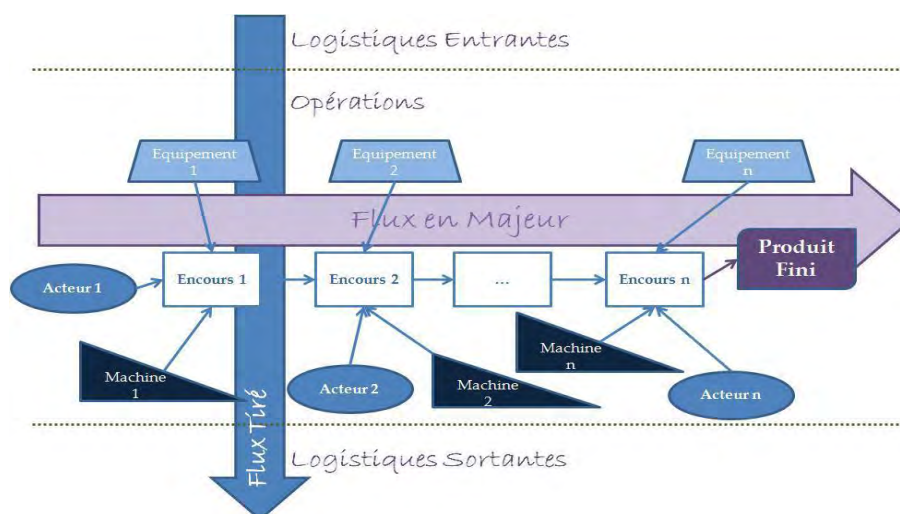 Logistiques Entrantes
Opérations
Equipement
1
Equipement
2
Equipement
n
Flux en Majeur
Produit
Fini
Encours 1
Encours 2
...
Encours n
Acteur 1
Machine
1
Acteur 2
Machine
2
Machine
n
Acteur n
Flux Tiré
Logistiques Sortantes